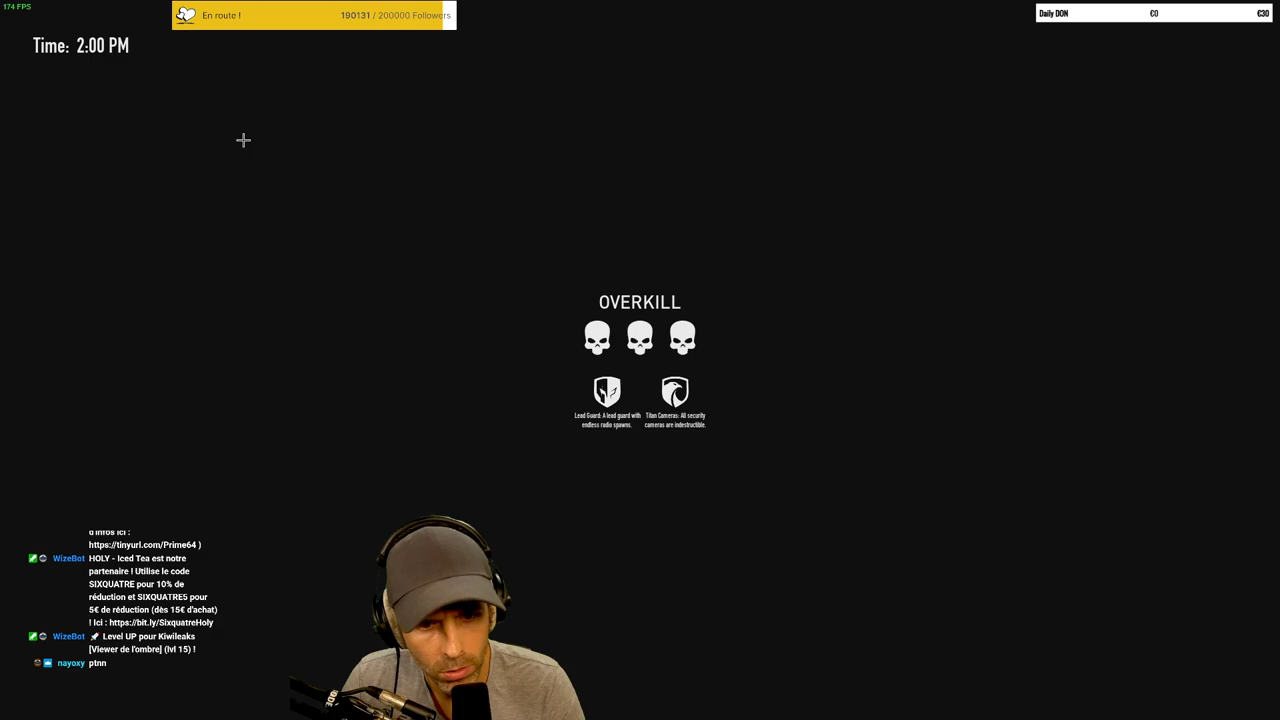 174 FPS
En route !
190131 / 200000 Followers
Daily DON
€0
€30
Time: 2:00 PM
OVERKILL
Lead Guard: A lead guard with
endless radio spawns.
Titan Cameras: All security
cameras are indestructible.
d'infos ici :
https://tinyurl.com/Prime64 )
WizeBot HOLY - Iced Tea est notre
partenaire ! Utilise le code
SIXQUATRE pour 10% de
réduction et SIXQUATRE5 pour
5€ de réduction (dès 15€ d'achat)
! Ici : https://bit.ly/SixquatreHoly
WizeBot 🚀 Level UP pour Kiwileaks
[Viewer de l'ombre] (lvl 15) !
nayoxy ptnn